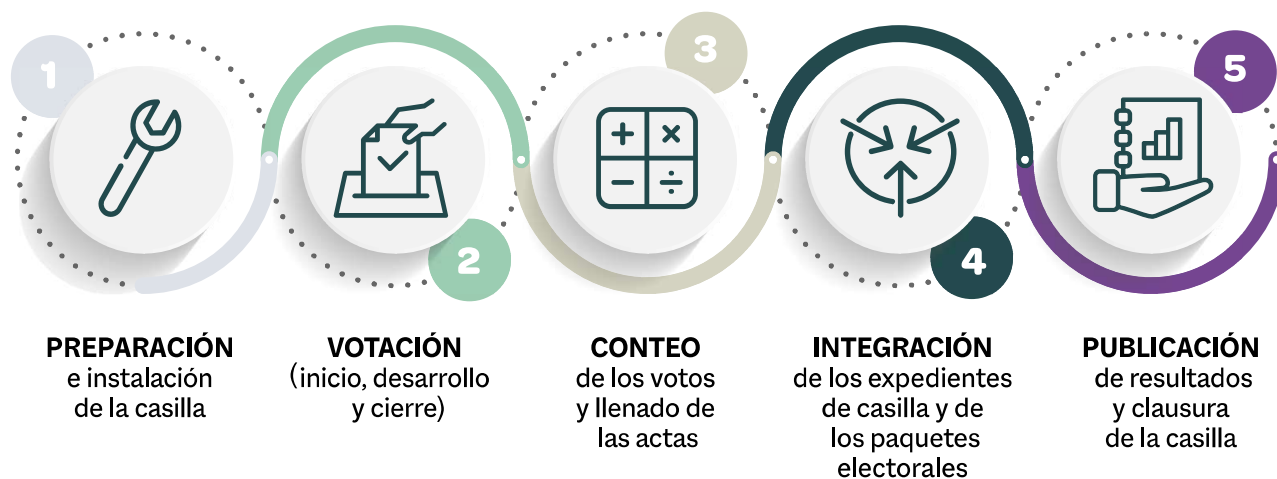 1
PREPARACIÓN
e instalación
de la casilla
2
VOTACIÓN
(inicio, desarrollo
y cierre)
3
CONTEO
de los votos
y llenado de
las actas
4
INTEGRACIÓN
de los expedientes
de casilla y de
los paquetes
electorales
5
PUBLICACIÓN
de resultados
y clausura
de la casilla